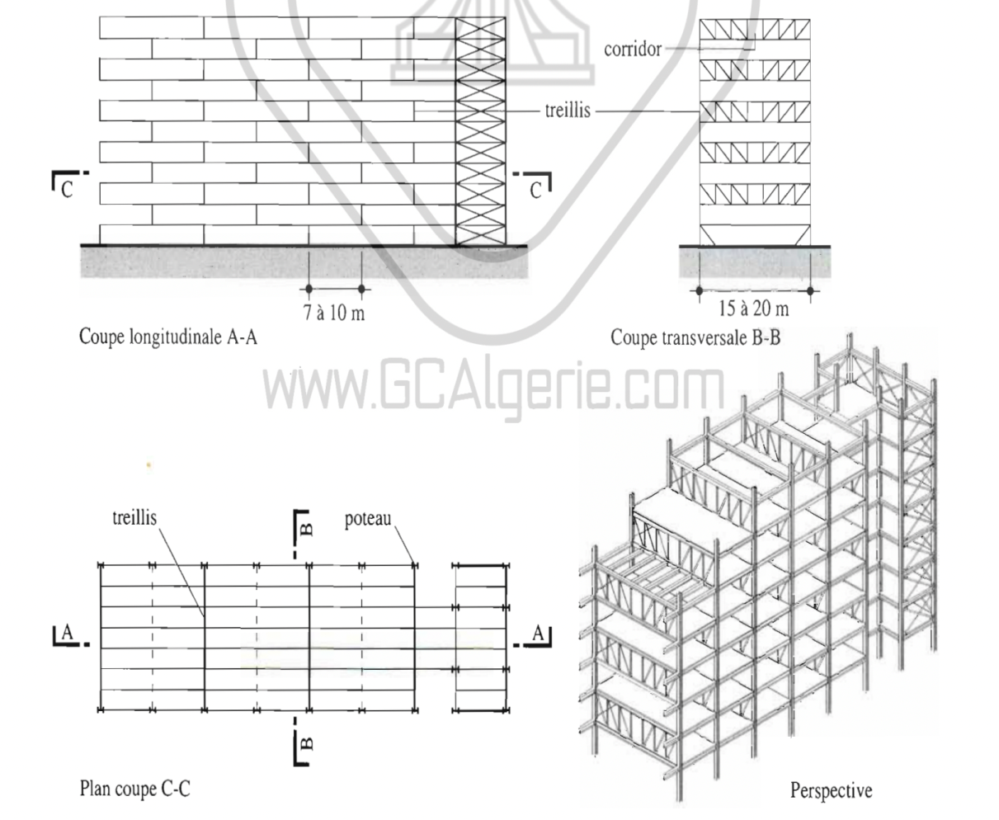 corridor
treillis
C
C
7 à 10 m
15 à 20 m
Coupe longitudinale A-A
Coupe transversale B-B
www.GCAlgerie.com
treillis
B
poteau
A
A
B
Plan coupe C-C
Perspective